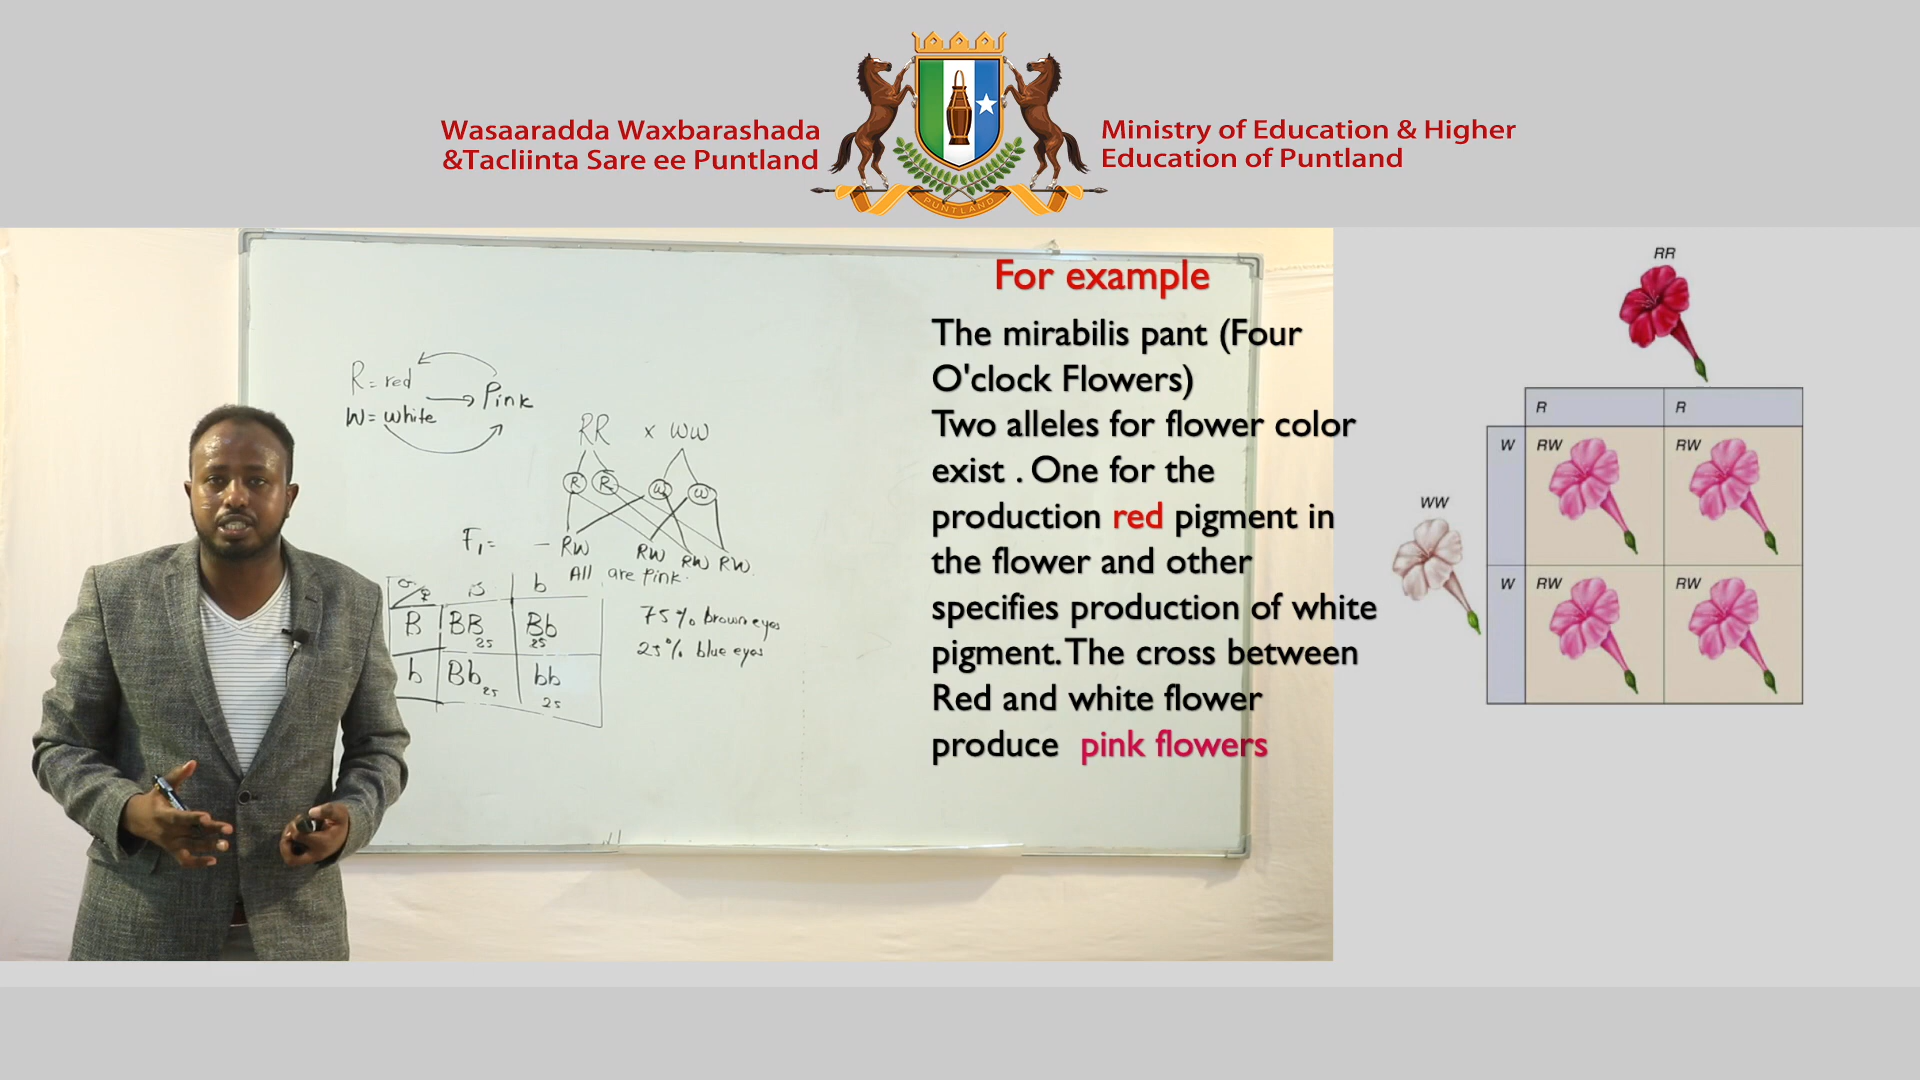 Wasaaradda Waxbarashada
&Tacliinta Sare ee Puntland
PUNTLAND
Ministry of Education & Higher
Education of Puntland
R = red
W = white
Pink
RR x WW
R R W W
F1 = - RW RW RW RW
All are Pink.
B b
B BB 25 Bb 25
b Bb 25 bb 25
75% brown eyes
25% blue eyes
For example
The mirabilis pant (Four
O'clock Flowers)
Two alleles for flower color
exist . One for the
production red pigment in
the flower and other
specifies production of white
pigment. The cross between
Red and white flower
produce pink flowers
RR
R R
WW
W RW RW
W RW RW